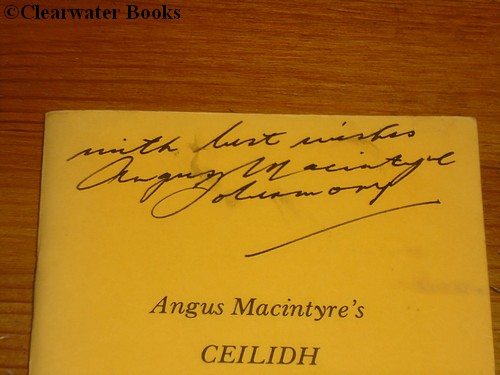 ©Clearwater Books
with best wishes
Angus Macintyre
Tobermory
Angus Macintyre's
CEILIDH